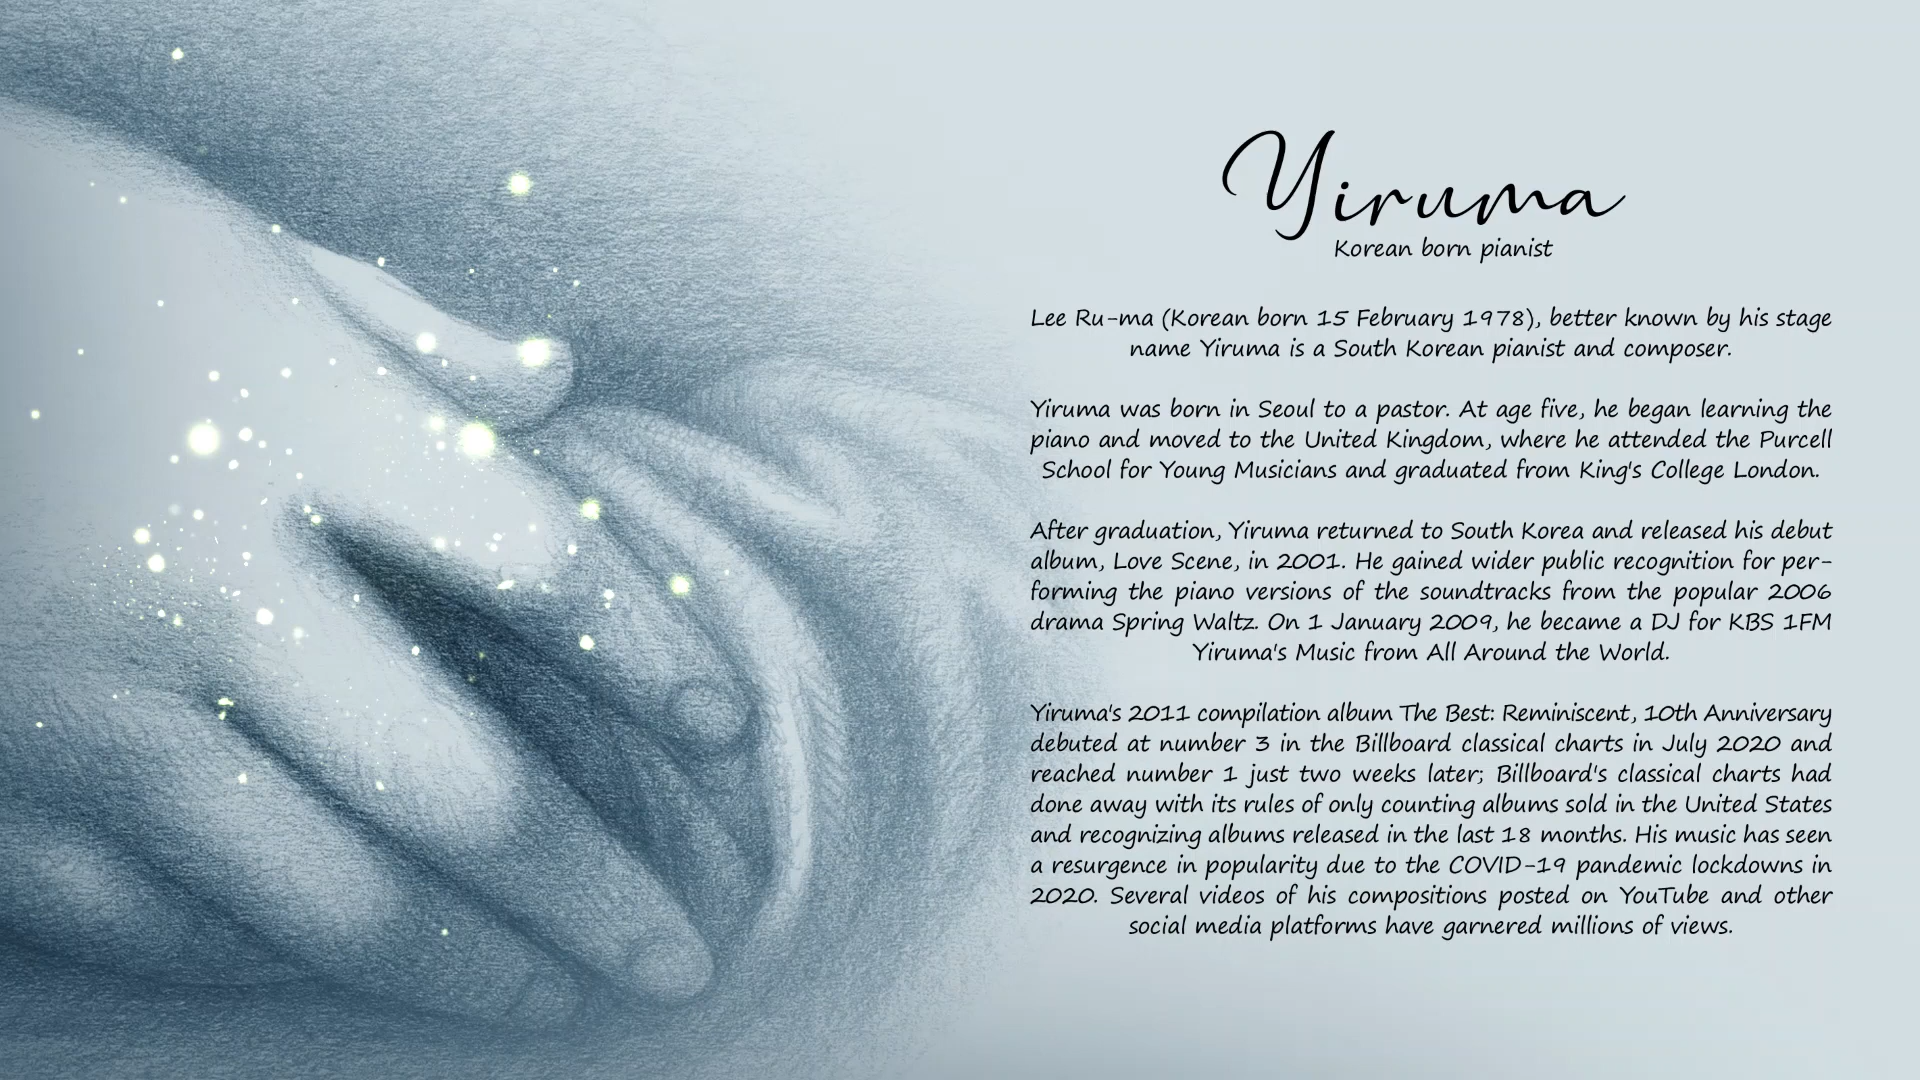 Yiruma
Korean born pianist
Lee Ru-ma (Korean born 15 February 1978), better known by his stage
name Yiruma is a South Korean pianist and composer.
Yiruma was born in Seoul to a pastor. At age five, he began learning the
piano and moved to the United Kingdom, where he attended the Purcell
School for Young Musicians and graduated from King's College London.
After graduation, Yiruma returned to South Korea and released his debut
album, Love Scene, in 2001. He gained wider public recognition for per-
forming the piano versions of the soundtracks from the popular 2006
drama Spring Waltz. On 1 January 2009, he became a DJ for KBS 1FM
Yiruma's Music from All Around the World.
Yiruma's 2011 compilation album The Best: Reminiscent, 10th Anniversary
debuted at number 3 in the Billboard classical charts in July 2020 and
reached number 1 just two weeks later; Billboard's classical charts had
done away with its rules of only counting albums sold in the United States
and recognizing albums released in the last 18 months. His music has seen
a resurgence in popularity due to the COVID-19 pandemic lockdowns in
2020. Several videos of his compositions posted on YouTube and other
social media platforms have garnered millions of views.